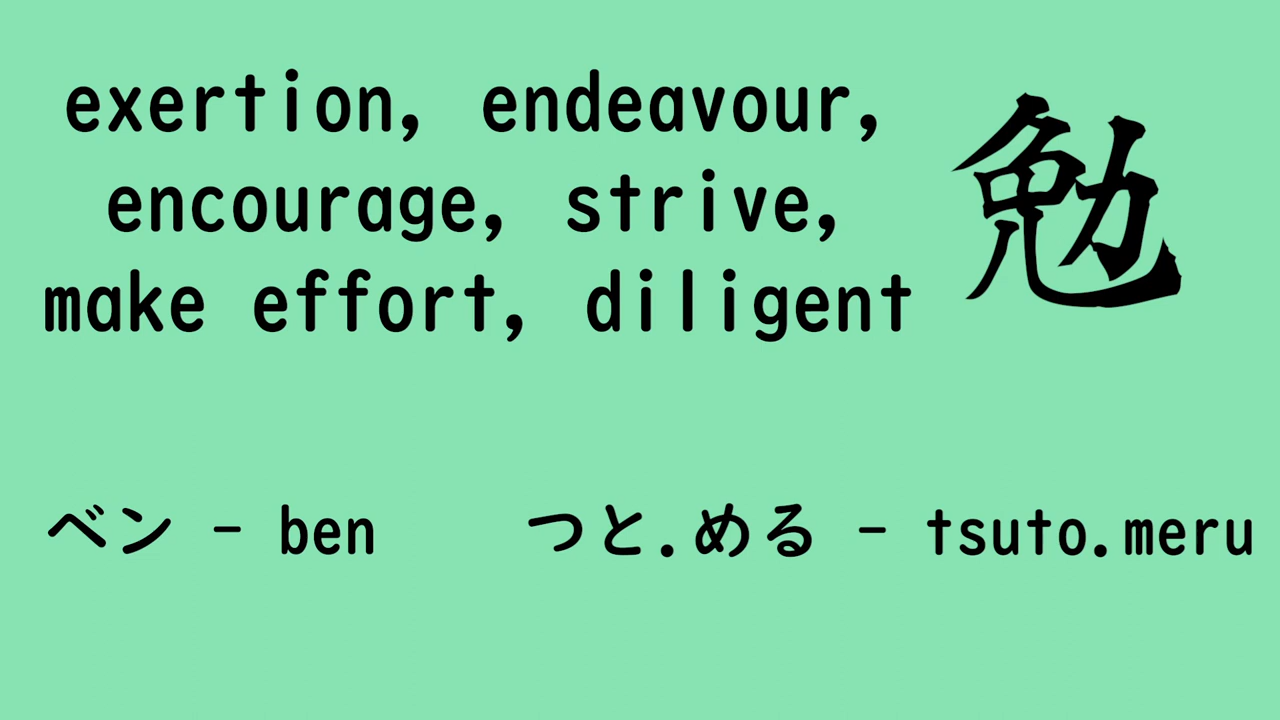 exertion, endeavour,
encourage, strive,
make effort, diligent
勉
ベン - ben
つと.める - tsuto.meru